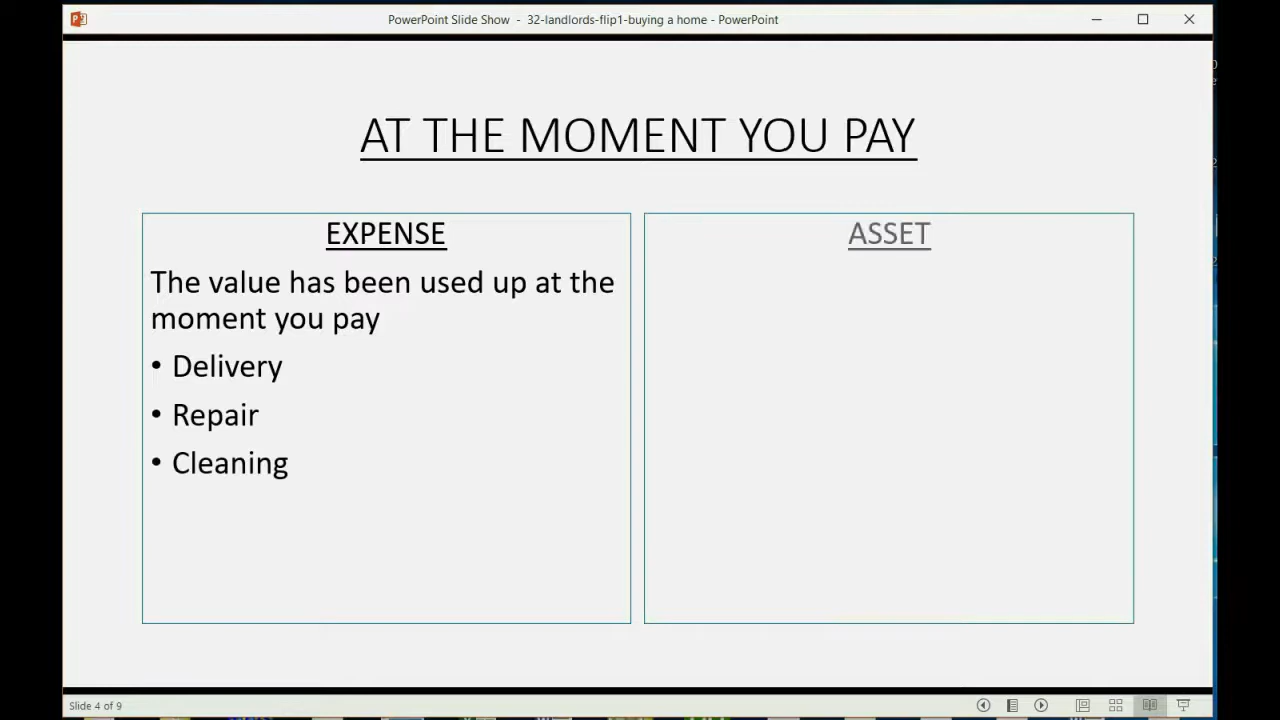 PowerPoint Slide Show - 32-landlords-flip1-buying a home - PowerPoint
AT THE MOMENT YOU PAY
EXPENSE
The value has been used up at the
moment you pay
• Delivery
• Repair
• Cleaning
ASSET
Slide 4 of 9